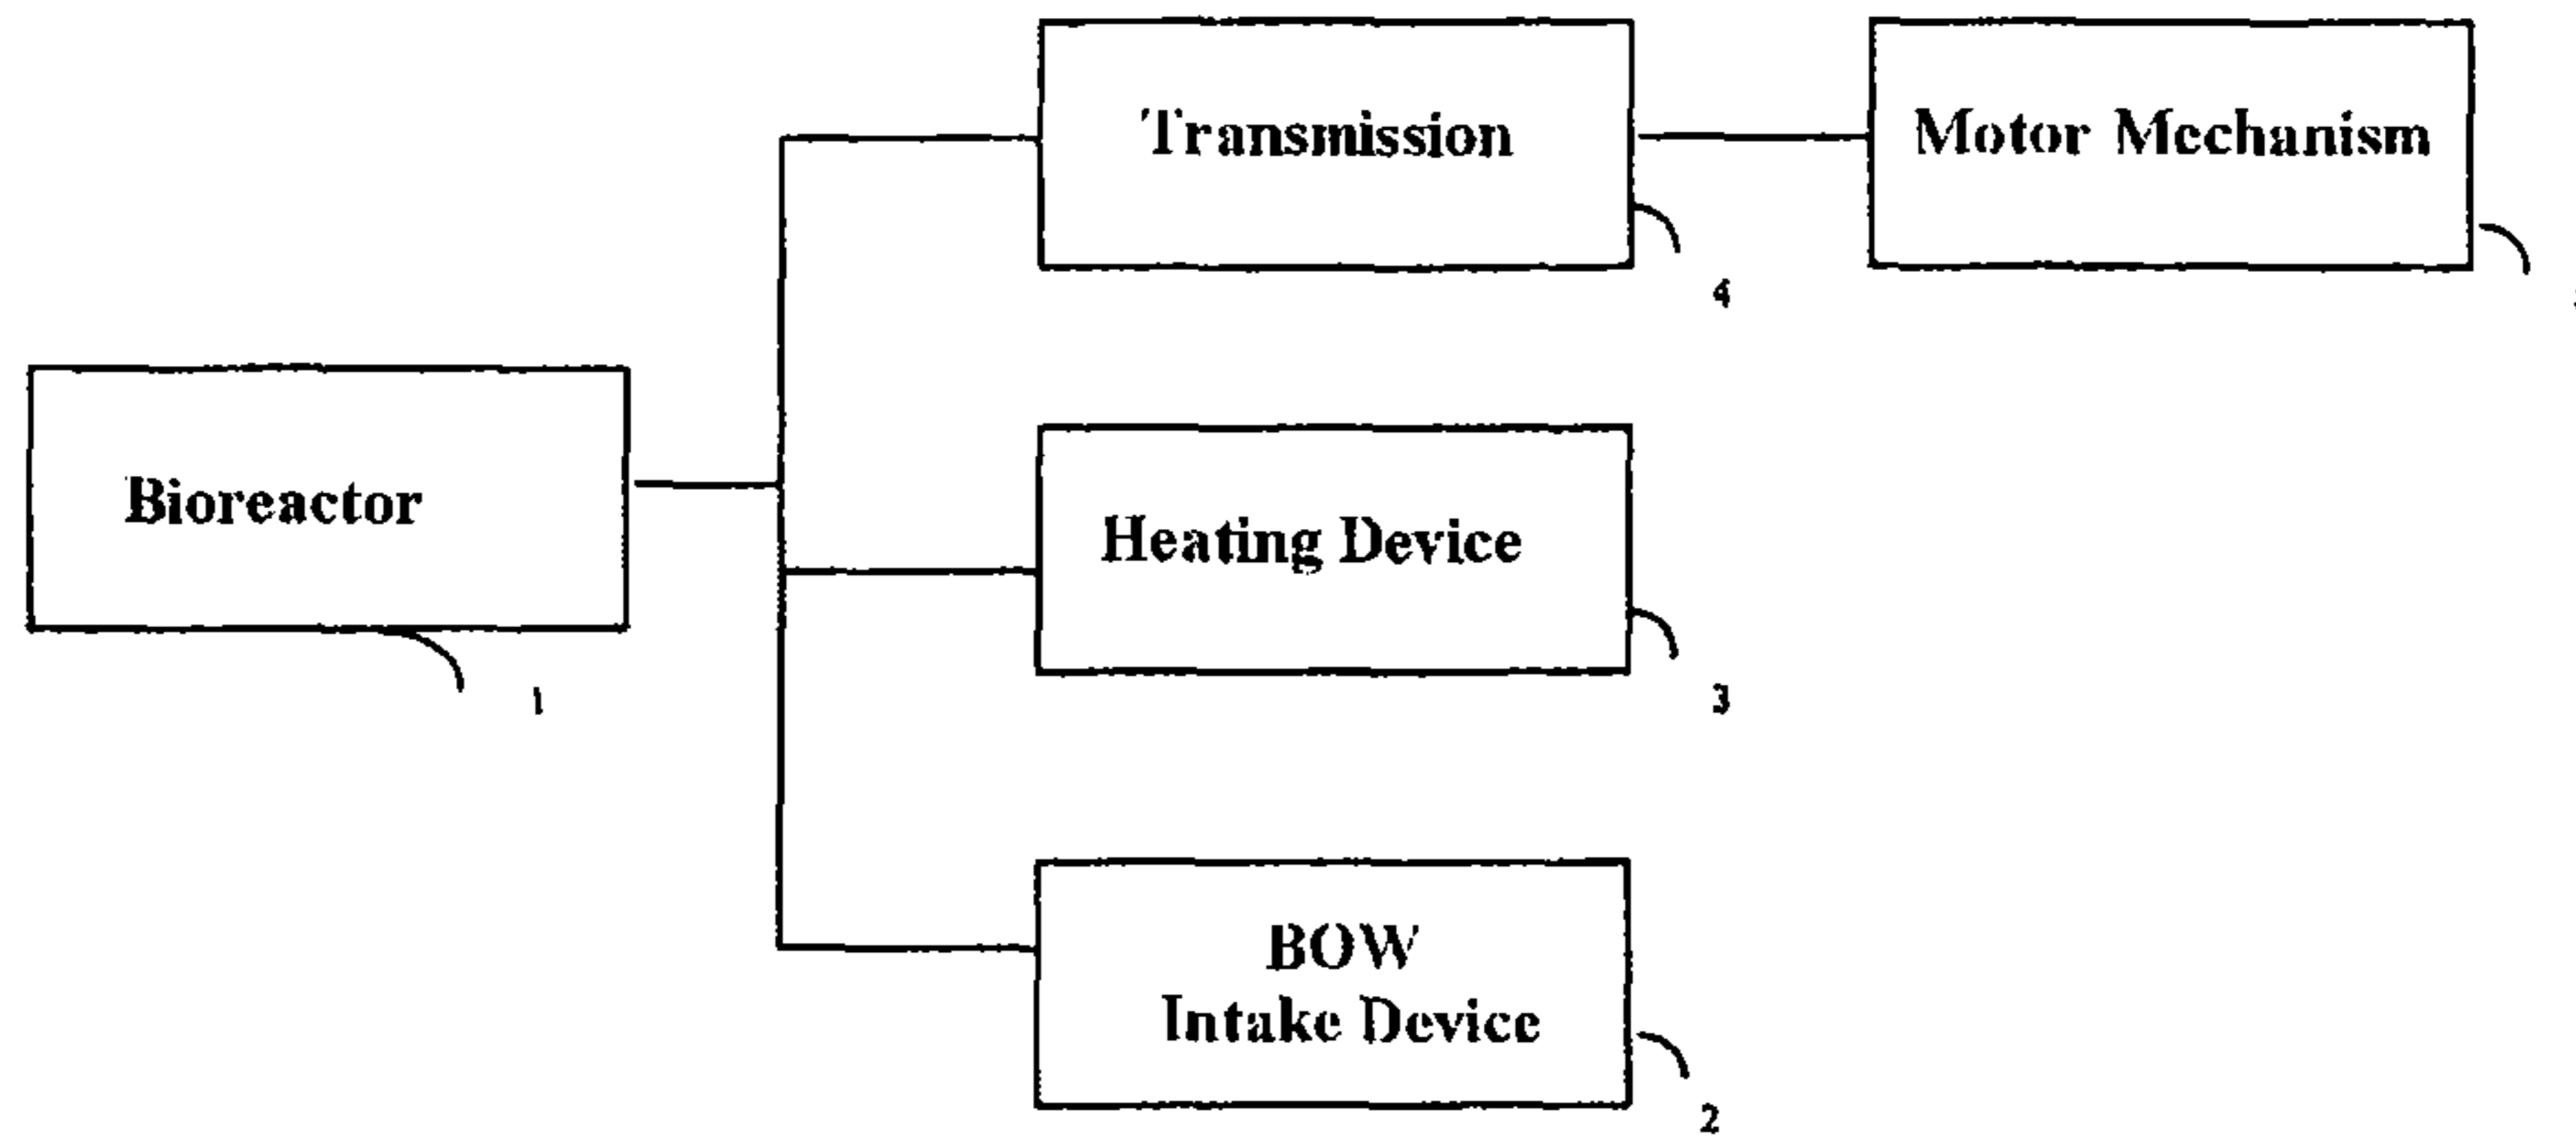 Transmission
Motor Mechanism
4
Bioreactor
Heating Device
1
3
BOW
Intake Device
2